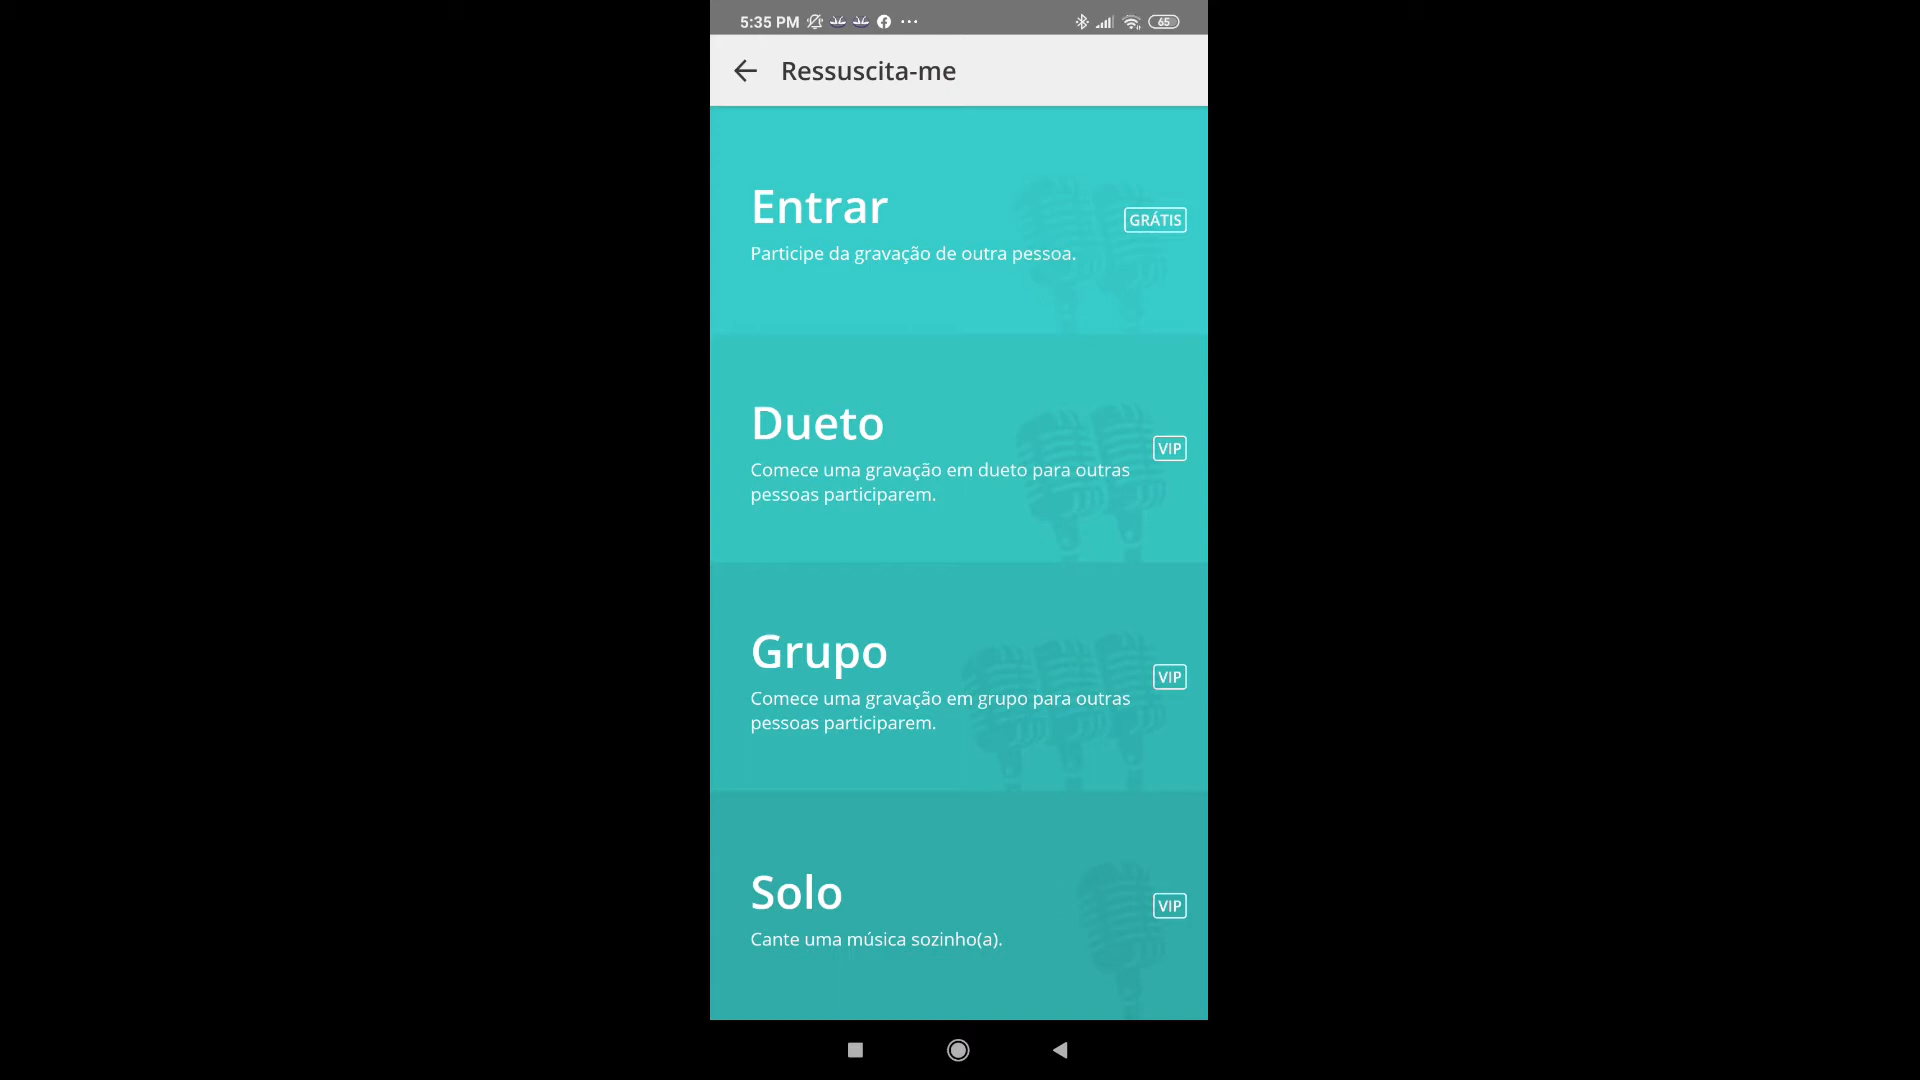 5:35 PM
65
Ressuscita-me
Entrar
GRÁTIS
Participe da gravação de outra pessoa.
Dueto
VIP
Comece uma gravação em dueto para outras
pessoas participarem.
Grupo
VIP
Comece uma gravação em grupo para outras
pessoas participarem.
Solo
VIP
Cante uma música sozinho(a).